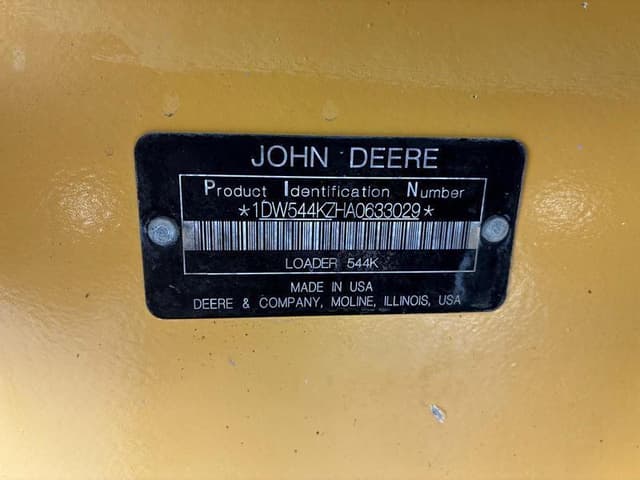 JOHN DEERE
Product Identification Number
*1DW544KZHA0633029*
LOADER 544K
MADE IN USA
DEERE & COMPANY, MOLINE, ILLINOIS, USA